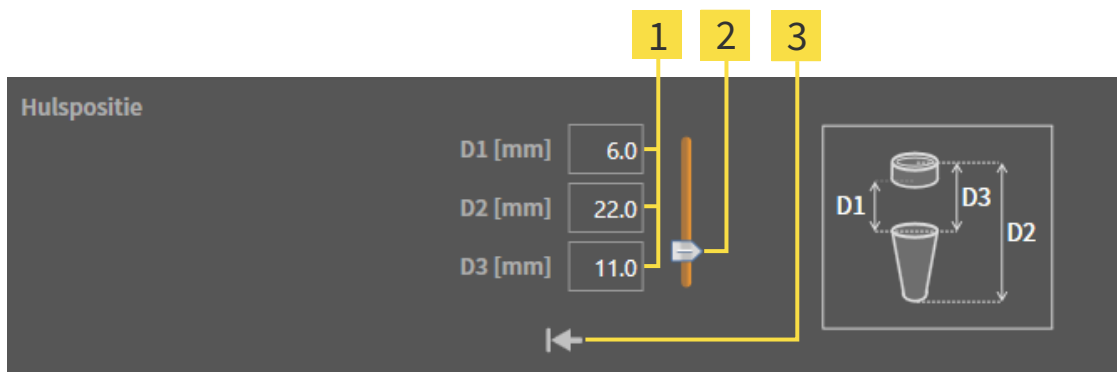 1 2 3
Hulspositie
D1 [mm] 6.0
D2 [mm] 22.0
D3 [mm] 11.0
D1
D3
D2